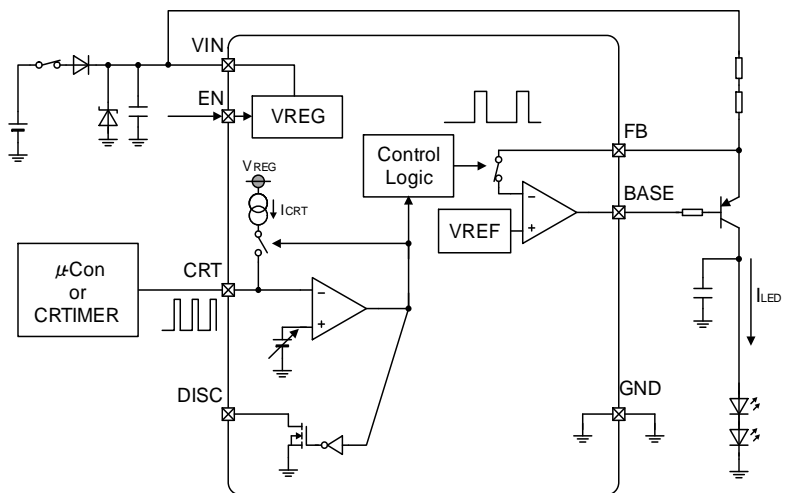 VIN
EN
VREG
FB
Control
Logic
VREG
ICRT
BASE
VREF
CRT
μCon
or
CRTIMER
ILED
DISC
GND